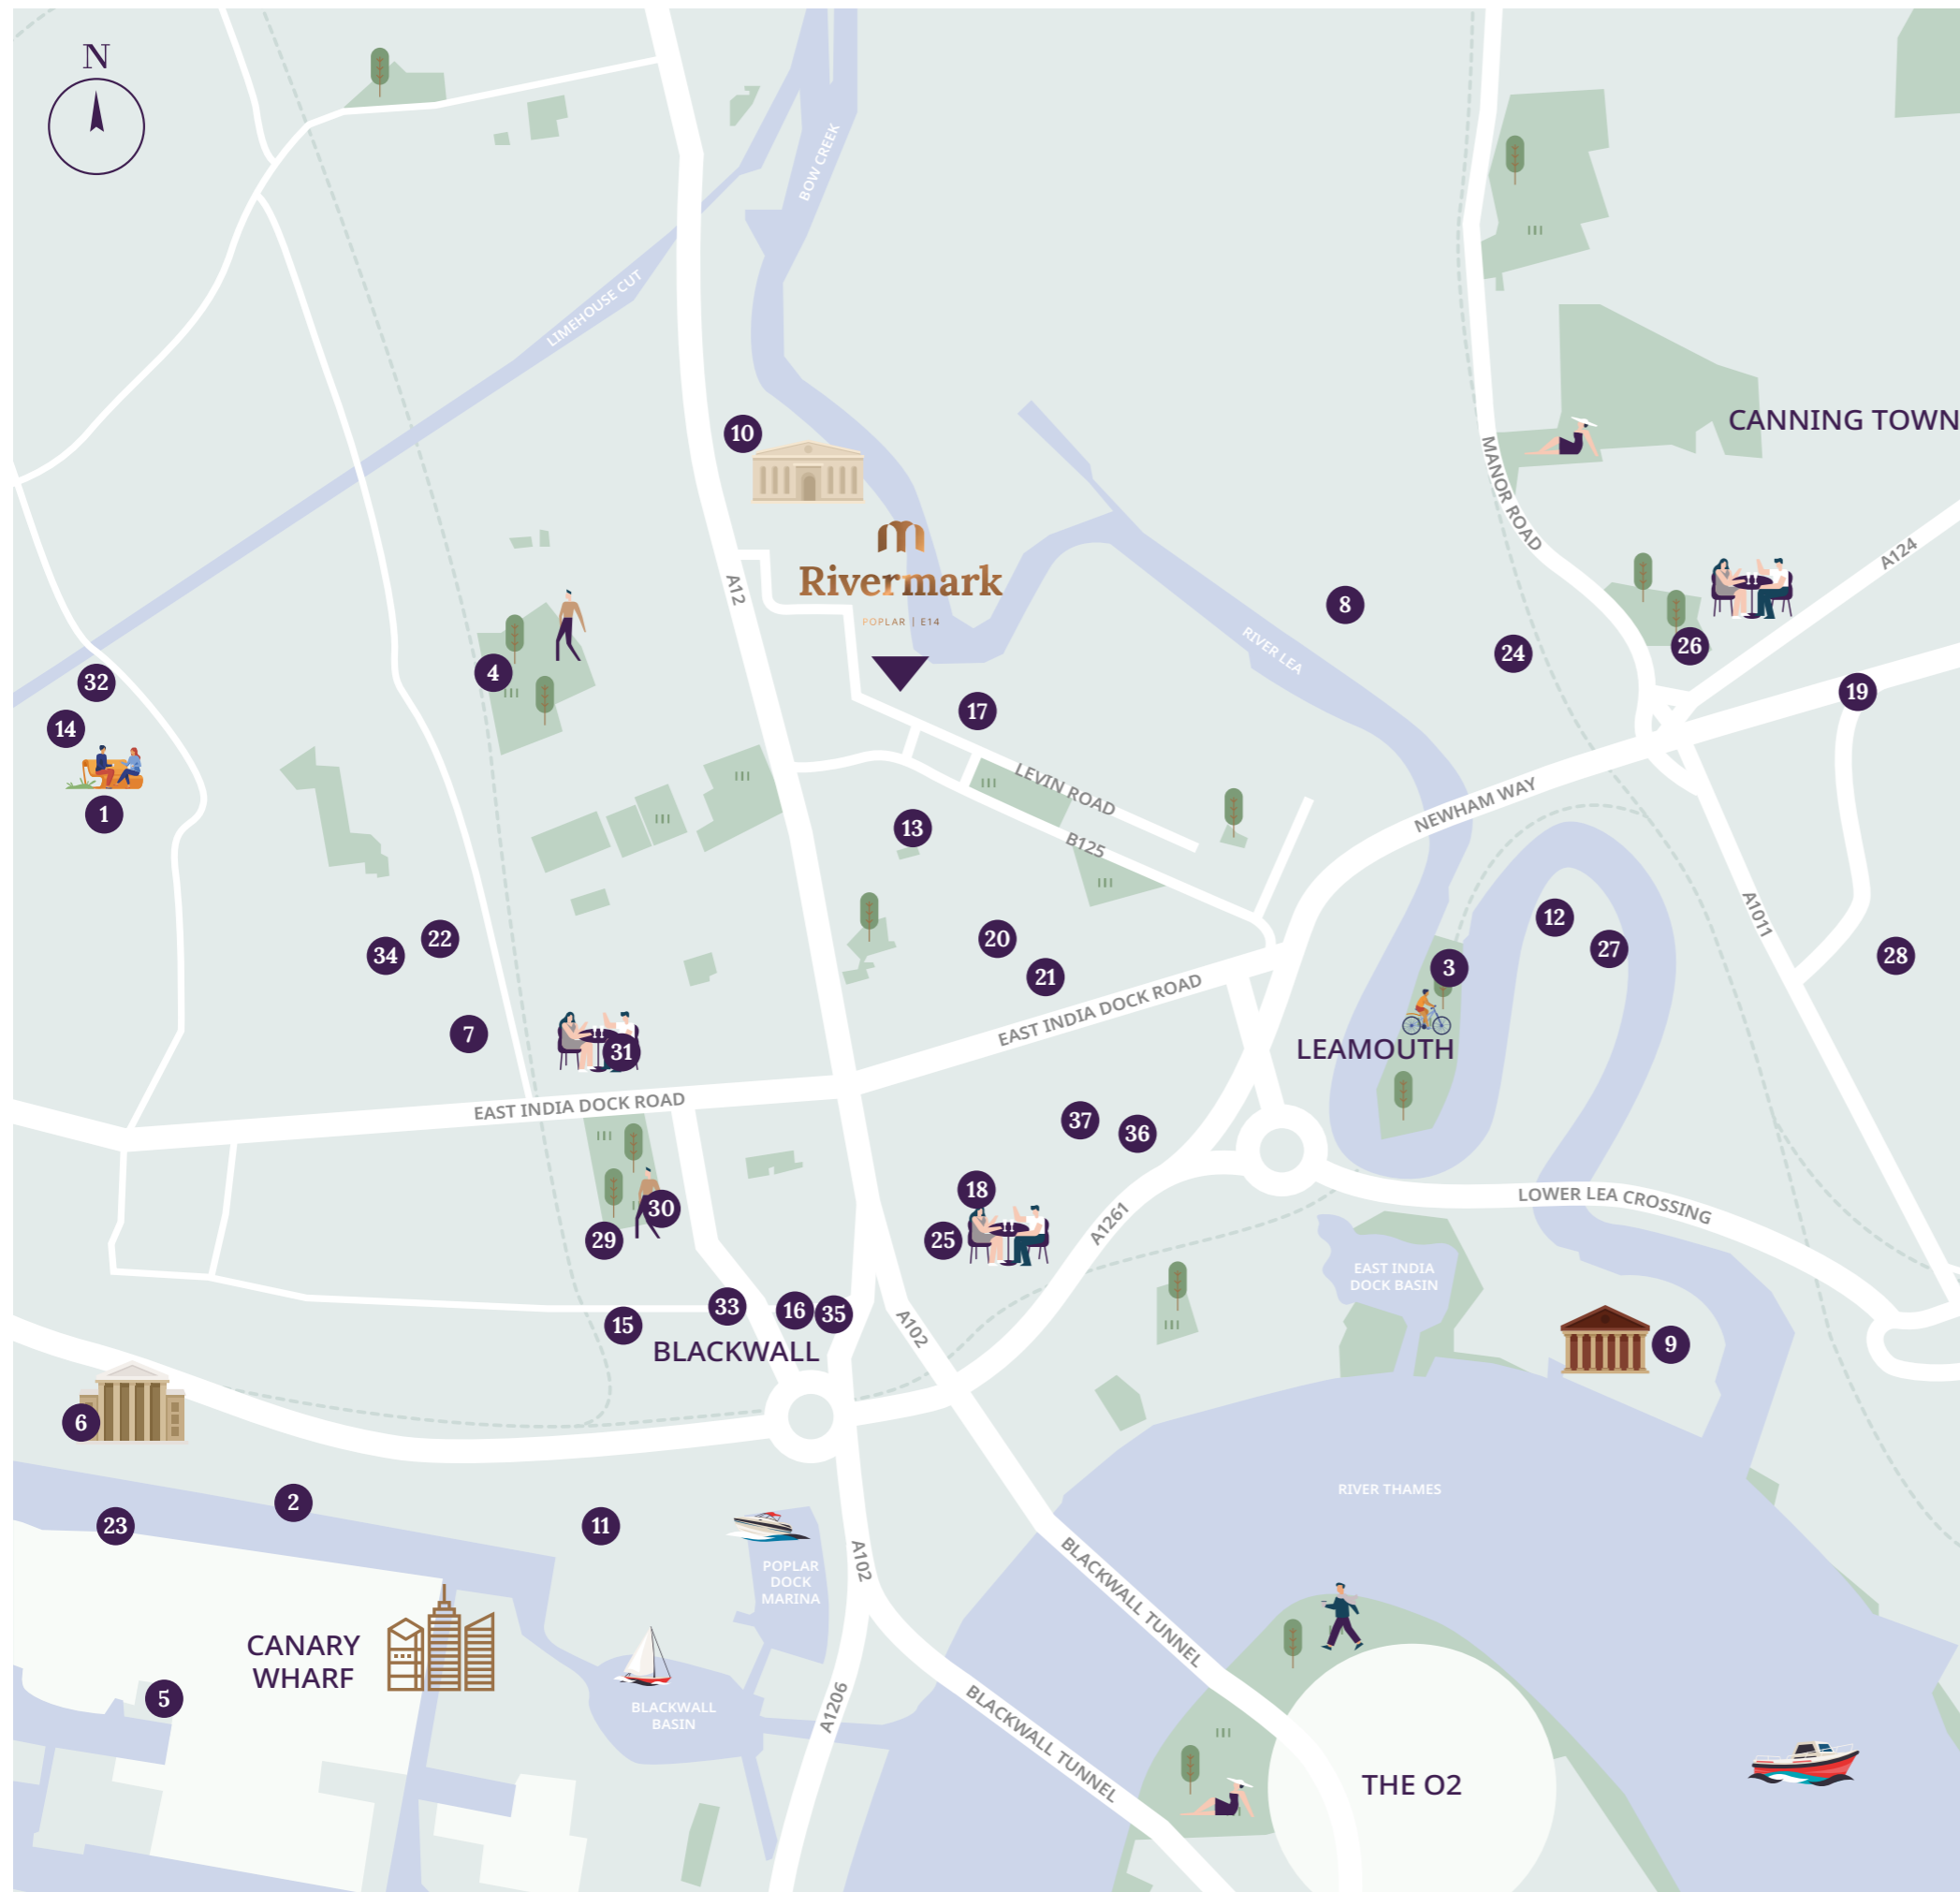 N
BOW CREEK
LIMEHOUSE CUT
CANNING TOWN
10
MANOR ROAD
A124
A12
Rivermark
POPLAR | E14
8
RIVER LEA
24
26
32
4
19
14
17
LEVIN ROAD
NEWHAM WAY
1
13
B125
A1011
12
22
20
27
34
28
3
21
EAST INDIA DOCK ROAD
7
31
LEAMOUTH
EAST INDIA DOCK ROAD
37
36
18
LOWER LEA CROSSING
30
A1261
29
25
EAST INDIA
DOCK BASIN
33
16
35
15
A102
BLACKWALL
9
6
RIVER THAMES
2
23
11
A102
POPLAR
DOCK
MARINA
BLACKWALL TUNNEL
CANARY
WHARF
5
BLACKWALL
BASIN
A1206
BLACKWALL TUNNEL
THE O2